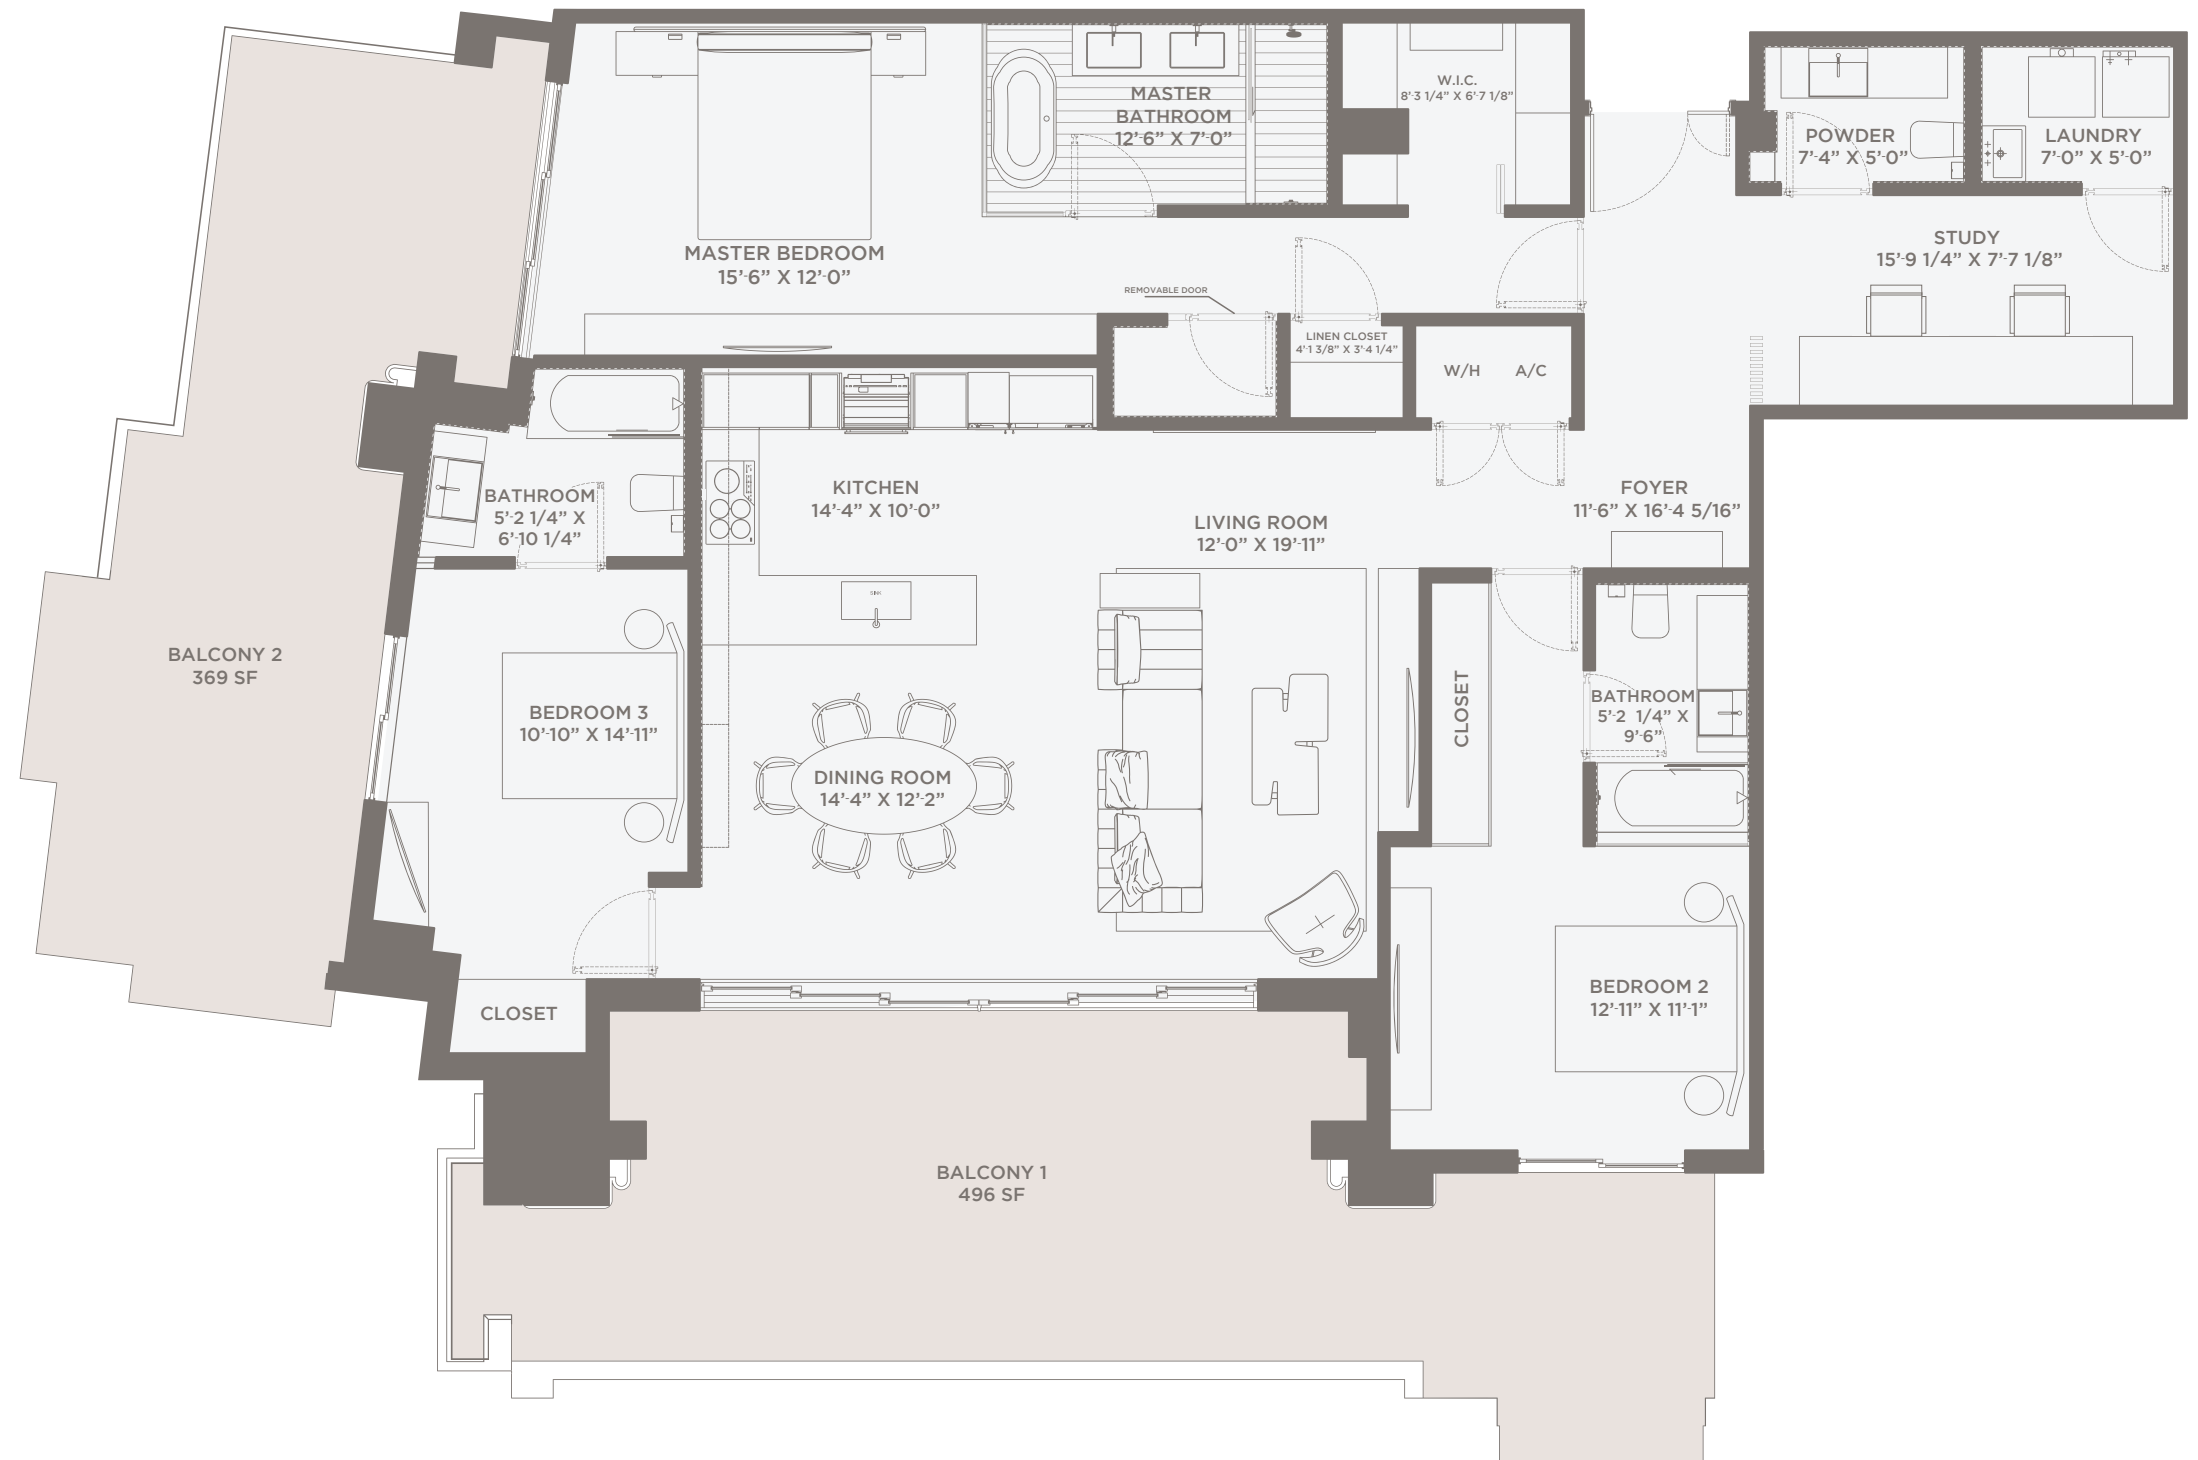 W.I.C.
8’-3 1/4” X 6’-7 1/8”
MASTER
BATHROOM
12’-6” X 7’-0”
POWDER
7’-4” X 5’-0”
LAUNDRY
7’-0” X 5’-0”
STUDY
15’-9 1/4” X 7’-7 1/8”
MASTER BEDROOM
15’-6” X 12’-0”
REMOVABLE DOOR
LINEN CLOSET
4’-1 3/8” X 3’-4 1/4”
W/H
A/C
BATHROOM
5’-2 1/4” X
6’-10 1/4”
KITCHEN
14’-4” X 10’-0”
LIVING ROOM
12’-0” X 19’-11”
FOYER
11’-6” X 16’-4 5/16”
SINK
BALCONY 2
369 SF
BEDROOM 3
10’-10” X 14’-11”
DINING ROOM
14’-4” X 12’-2”
CLOSET
BATHROOM
5’-2 1/4” X
9’-6”
BEDROOM 2
12’-11” X 11’-1”
CLOSET
BALCONY 1
496 SF